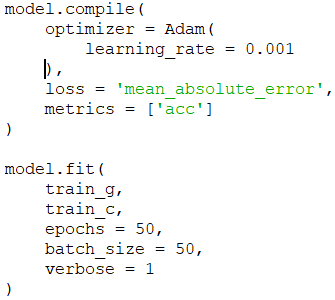 model.compile(
    optimizer = Adam(
        learning_rate = 0.001
    ),
    loss = 'mean_absolute_error',
    metrics = ['acc']
)

model.fit(
    train_g,
    train_c,
    epochs = 50,
    batch_size = 50,
    verbose = 1
)